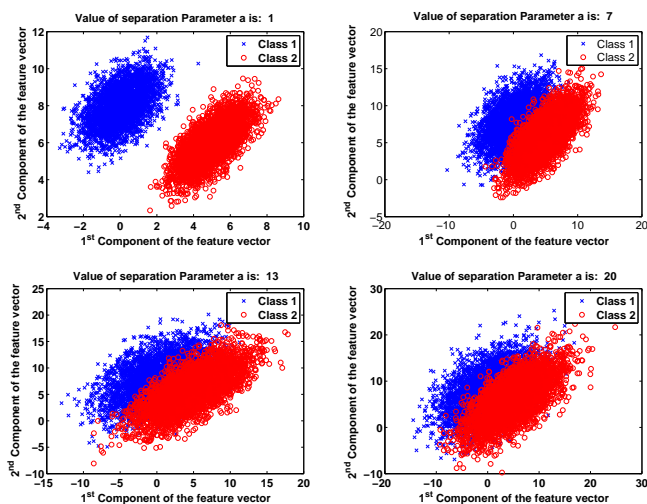 Value of separation Parameter a is: 1
12
10
8
6
4
2
−4
−2
0
2
4
6
8
10
2nd Component of the feature vector
1st Component of the feature vector
Class 1
Class 2
Value of separation Parameter a is: 7
20
15
10
5
0
−5
−20
−10
0
10
20
2nd Component of the feature vector
1st Component of the feature vector
Class 1
Class 2
Value of separation Parameter a is: 13
25
20
15
10
5
0
−5
−10
−15
−10
−5
0
5
10
15
20
2nd Component of the feature vector
1st Component of the feature vector
Class 1
Class 2
Value of separation Parameter a is: 20
30
20
10
0
−10
−20
−10
0
10
20
30
2nd Component of the feature vector
1st Component of the feature vector
Class 1
Class 2